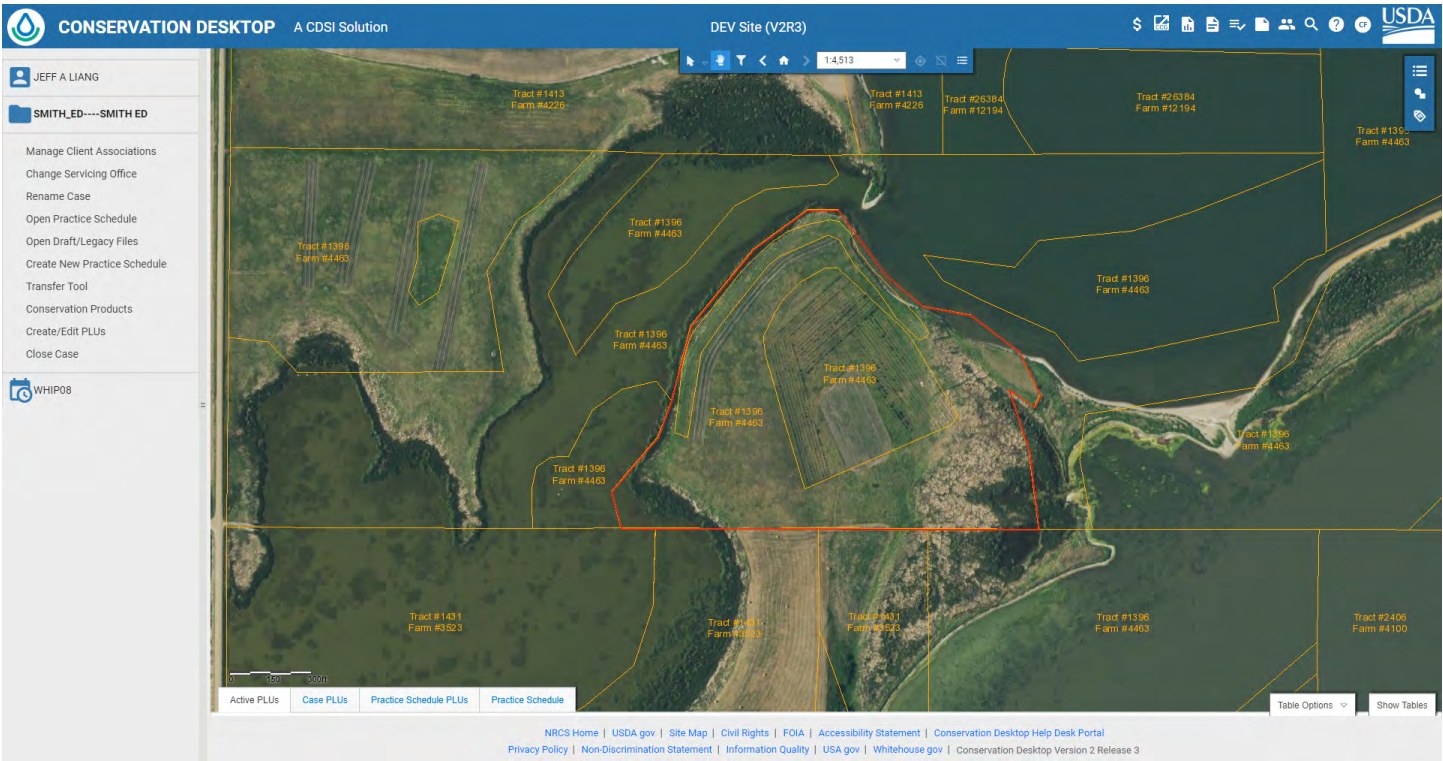 CONSERVATION DESKTOP A CDSI Solution DEV Site (V2R3) $ CF USDA
JEFF A LIANG
SMITH_ED----SMITH ED
Manage Client Associations
Change Servicing Office
Rename Case
Open Practice Schedule
Open Draft/Legacy Files
Create New Practice Schedule
Transfer Tool
Conservation Products
Create/Edit PLUs
Close Case
WHIP08
1:4,513
Tract #1413
Farm #4226
Tract #1413
Farm #4226
Tract #26384
Farm #12194
Tract #26384
Farm #12194
Tract #1396
Farm #4463
Tract #1396
Farm #4463
Tract #1396
Farm #4463
Tract #1396
Farm #4463
Tract #1396
Farm #4463
Tract #1396
Farm #4463
Tract #1396
Farm #4463
Tract #1396
Farm #4463
Tract #1396
Farm #4463
Tract #1396
Farm #4463
Tract #1431
Farm #3523
Tract #1431
Farm #3523
Tract #1431
Farm #3523
Tract #1396
Farm #4463
Tract #2406
Farm #4100
0 150 300ft
Active PLUs Case PLUs Practice Schedule PLUs Practice Schedule Table Options Show Tables
NRCS Home | USDA gov | Site Map | Civil Rights | FOIA | Accessibility Statement | Conservation Desktop Help Desk Portal
Privacy Policy | Non-Discrimination Statement | Information Quality | USA gov | Whitehouse gov | Conservation Desktop Version 2 Release 3